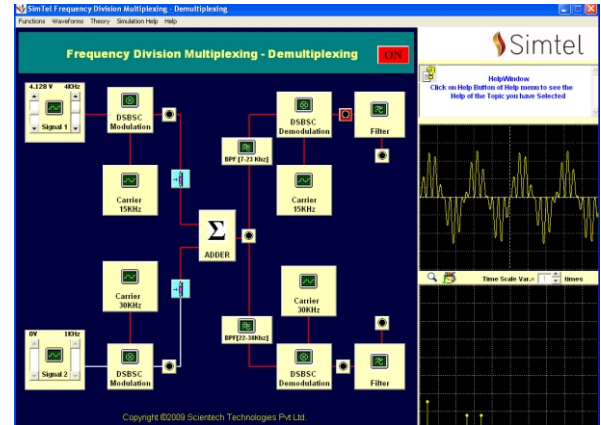 SimTel Frequency Division Multiplexing - Demultiplexing
Functions Waveforms Theory Simulation Help Help
Frequency Division Multiplexing - Demultiplexing
ON
Simtel
HelpWindow
Click on Help Button of Help menu to see the
Help of the Topic you have Selected
4.128 V 4KHz
Signal 1
DSBSC
Modulation
DSBSC
Demodulation
Filter
BPF [7-23 Khz]
Carrier
15KHz
Carrier
15KHz
Σ
ADDER
Time Scale Var.= 1 times
Carrier
30KHz
Carrier
30KHz
BPF[22-38Khz]
0V 1KHz
Signal 2
DSBSC
Modulation
DSBSC
Demodulation
Filter
Copyright ©2009 Scientech Technologies Pvt Ltd.